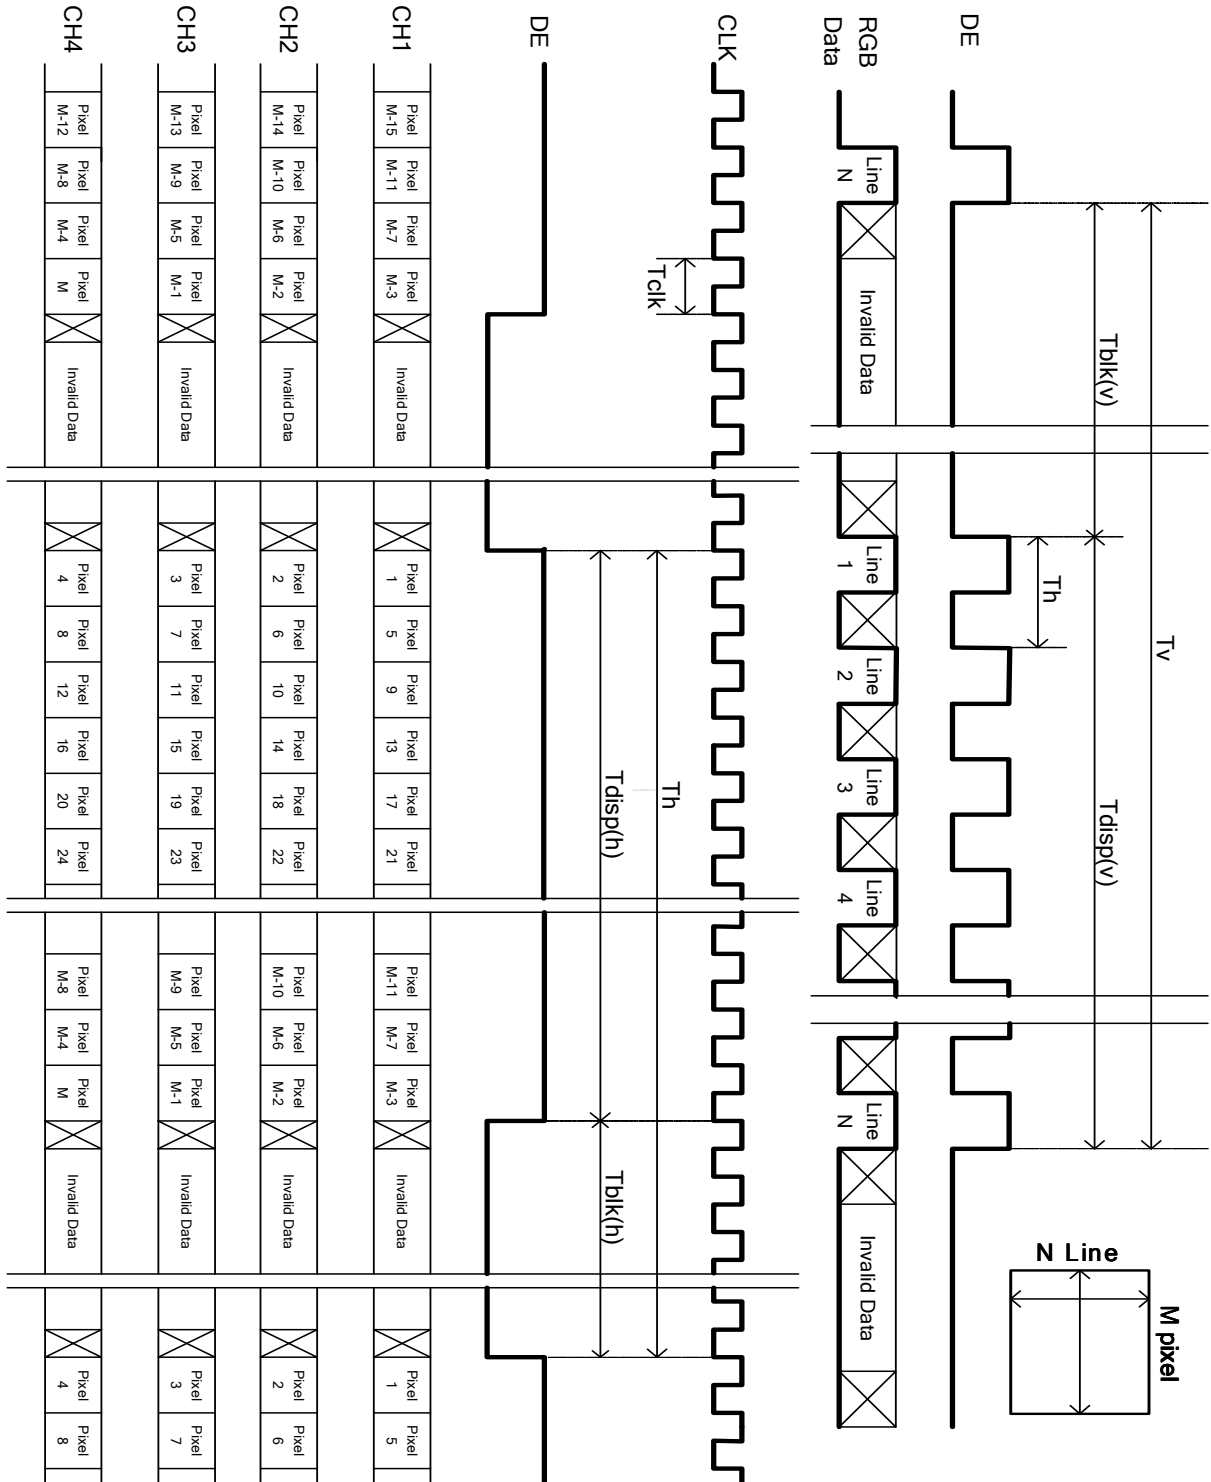 Tv
Tblk(v)
Tdisp(v)
Th
M pixel
N Line
DE
RGB
Data
Line
N
Invalid Data
Line
1
Line
2
Line
3
Line
4
Line
N
Invalid Data
CLK
Tclk
Th
Tdisp(h)
Tblk(h)
DE
CH1
Pixel
M-15
Pixel
M-11
Pixel
M-7
Pixel
M-3
Invalid Data
Pixel
1
Pixel
5
Pixel
9
Pixel
13
Pixel
17
Pixel
21
Pixel
M-11
Pixel
M-7
Pixel
M-3
Invalid Data
Pixel
1
Pixel
5
CH2
Pixel
M-14
Pixel
M-10
Pixel
M-6
Pixel
M-2
Invalid Data
Pixel
2
Pixel
6
Pixel
10
Pixel
14
Pixel
18
Pixel
22
Pixel
M-10
Pixel
M-6
Pixel
M-2
Invalid Data
Pixel
2
Pixel
6
CH3
Pixel
M-13
Pixel
M-9
Pixel
M-5
Pixel
M-1
Invalid Data
Pixel
3
Pixel
7
Pixel
11
Pixel
15
Pixel
19
Pixel
23
Pixel
M-9
Pixel
M-5
Pixel
M-1
Invalid Data
Pixel
3
Pixel
7
CH4
Pixel
M-12
Pixel
M-8
Pixel
M-4
Pixel
M
Invalid Data
Pixel
4
Pixel
8
Pixel
12
Pixel
16
Pixel
20
Pixel
24
Pixel
M-8
Pixel
M-4
Pixel
M
Invalid Data
Pixel
4
Pixel
8